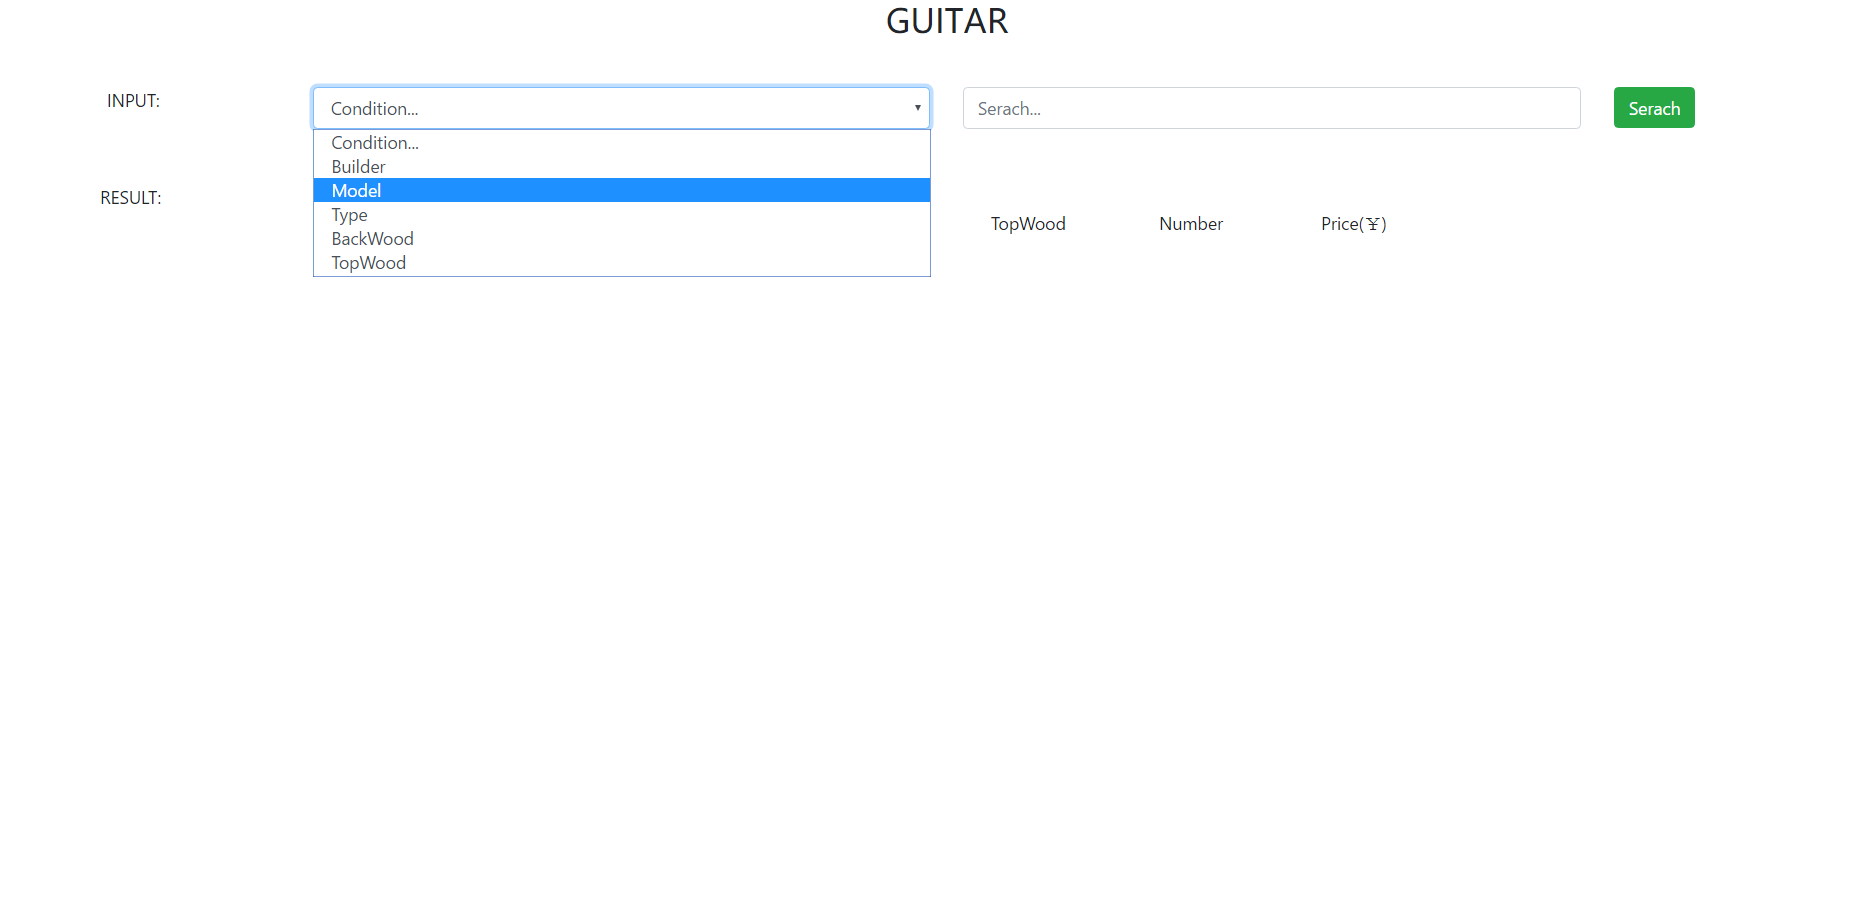 GUITAR
INPUT:
Condition...
Serach...
Serach
Condition...
Builder
Model
Type
BackWood
TopWood
RESULT:
TopWood Number Price(¥)